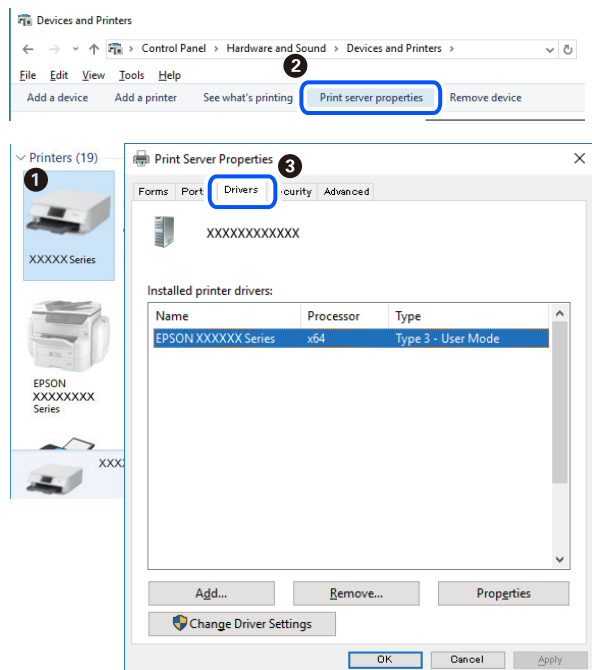 Devices and Printers
Control Panel > Hardware and Sound > Devices and Printers >
2
File Edit View Tools Help
Add a device Add a printer See what's printing Print server properties Remove device
Printers (19)
1
XXXXX Series
EPSON
XXXXXXXX
Series
XXX
Print Server Properties
3
Forms Port Drivers curity Advanced
XXXXXXXXXXXX
Installed printer drivers:
Name Processor Type
EPSON XXXXXX Series x64 Type 3 - User Mode
Add... Remove... Properties
Change Driver Settings
OK Cancel Apply